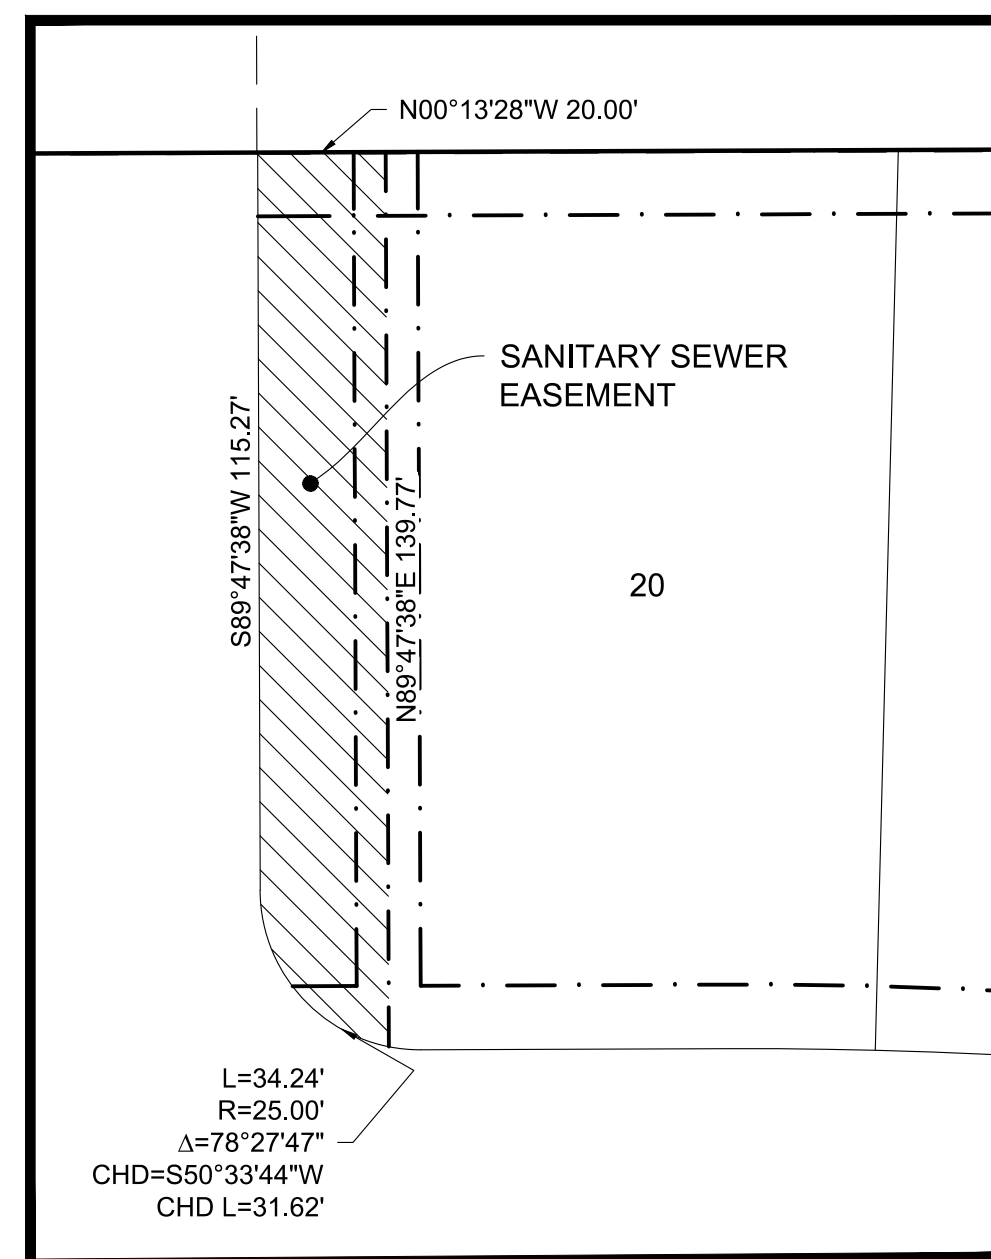 N00°13'28"W 20.00'
SANITARY SEWER
EASEMENT
S89°47'38"W 115.27'
N89°47'38"E 139.77'
20
L=34.24'
R=25.00'
Δ=78°27'47"
CHD=S50°33'44"W
CHD L=31.62'